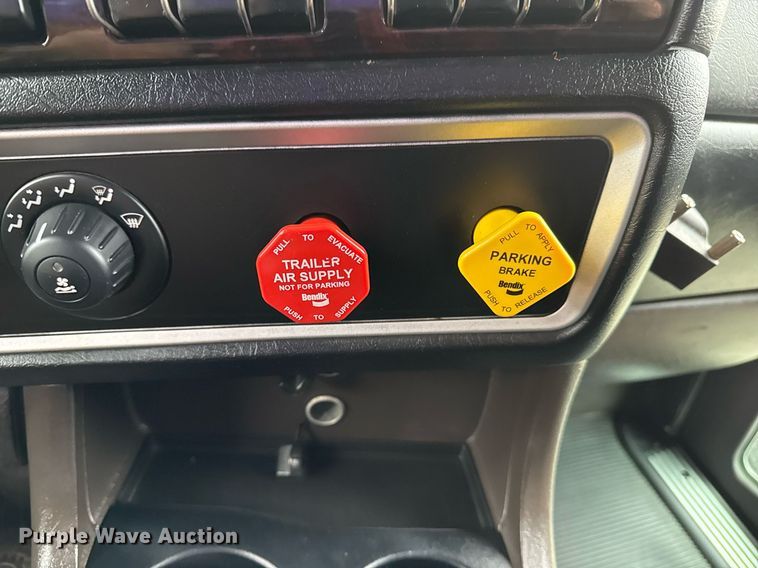 PULL TO EVACUATE
TRAILER
AIR SUPPLY
NOT FOR PARKING
Bendix
PUSH TO SUPPLY
PULL TO APPLY
PARKING
BRAKE
Bendix
PUSH TO RELEASE
Purple Wave Auction